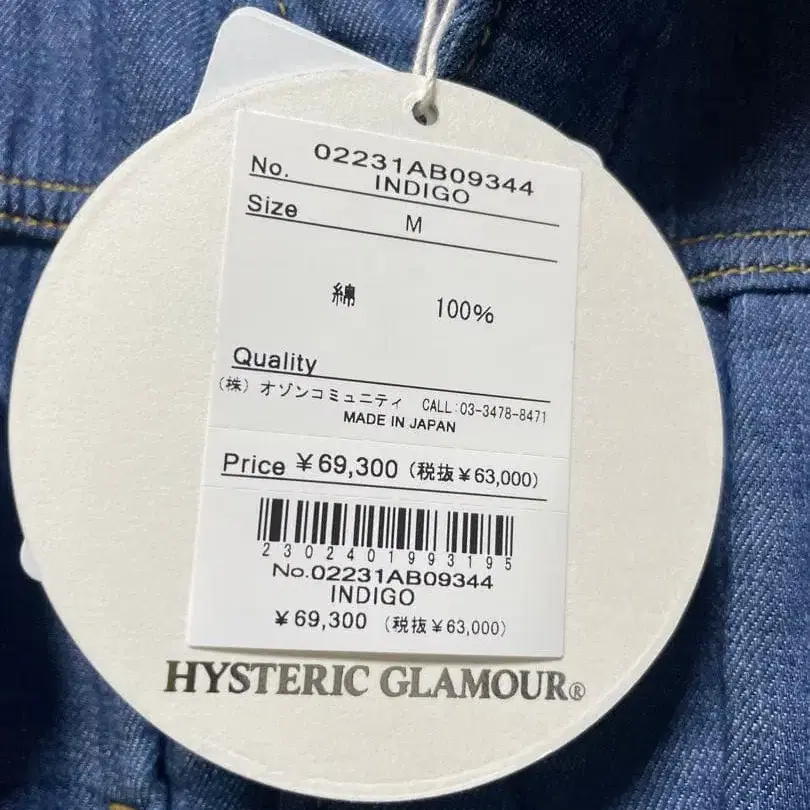 No. 02231AB09344
INDIGO
Size M
綿 100%
Quality
(株) オゾンコミュニティ CALL:03-3478-8471
MADE IN JAPAN
Price ¥69,300 (税抜¥63,000)
2302401993195
No.02231AB09344
INDIGO
¥69,300 (税抜¥63,000)
HYSTERIC GLAMOUR®